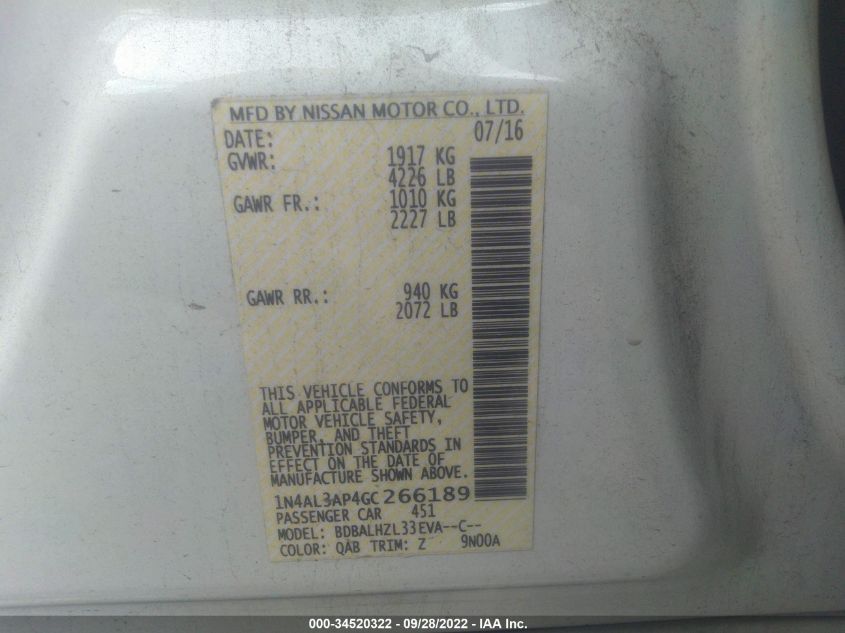 MFD BY NISSAN MOTOR CO., LTD.
DATE: 07/16
GVWR: 1917 KG
4226 LB
GAWR FR.: 1010 KG
2227 LB
GAWR RR.: 940 KG
2072 LB
THIS VEHICLE CONFORMS TO
ALL APPLICABLE FEDERAL
MOTOR VEHICLE SAFETY,
BUMPER, AND THEFT
PREVENTION STANDARDS IN
EFFECT ON THE DATE OF
MANUFACTURE SHOWN ABOVE.
1N4AL3AP4GC266189
PASSENGER CAR 451
MODEL: BDBALHZL33EVA--C--
COLOR: QAB TRIM: Z 9N00A
000-34520322 - 09/28/2022 - IAA Inc.